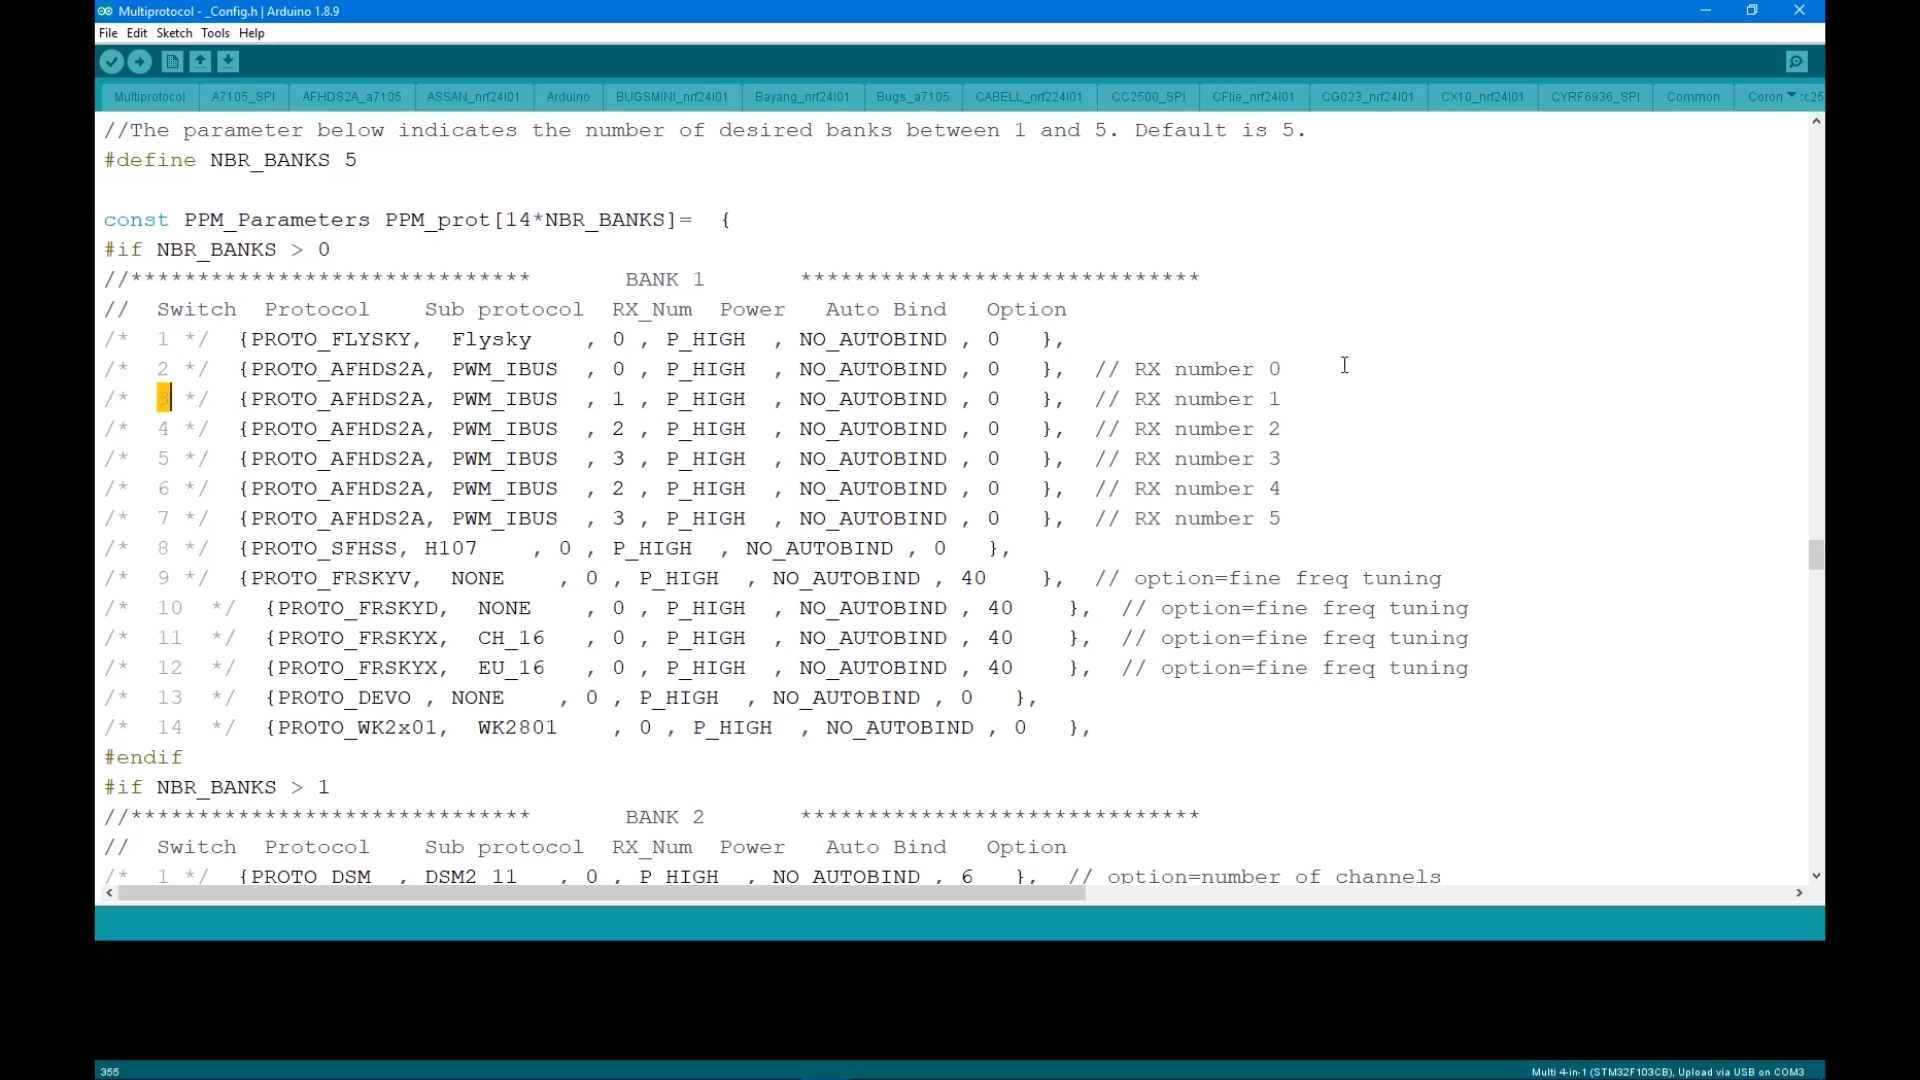 Multiprotocol - _Config.h | Arduino 1.8.9
File Edit Sketch Tools Help
Multiprotocol A7105_SPI AFHDS2A_a7105 ASSAN_nrf24l01 Arduino BUGSMINI_nrf24l01 Bayang_nrf24l01 Bugs_a7105 CABELL_nrf224l01 CC2500_SPI CFlie_nrf24l01 CG023_nrf24l01 CX10_nrf24l01 CYRF6936_SPI Common Coron :c25
//The parameter below indicates the number of desired banks between 1 and 5. Default is 5.
#define NBR_BANKS 5
const PPM_Parameters PPM_prot[14*NBR_BANKS]= {
#if NBR_BANKS > 0
//****************************** BANK 1 ******************************
// Switch Protocol Sub protocol RX_Num Power Auto Bind Option
/* 1 */ {PROTO_FLYSKY, Flysky , 0 , P_HIGH , NO_AUTOBIND , 0 },
/* 2 */ {PROTO_AFHDS2A, PWM_IBUS , 0 , P_HIGH , NO_AUTOBIND , 0 }, // RX number 0
/* 3 */ {PROTO_AFHDS2A, PWM_IBUS , 1 , P_HIGH , NO_AUTOBIND , 0 }, // RX number 1
/* 4 */ {PROTO_AFHDS2A, PWM_IBUS , 2 , P_HIGH , NO_AUTOBIND , 0 }, // RX number 2
/* 5 */ {PROTO_AFHDS2A, PWM_IBUS , 3 , P_HIGH , NO_AUTOBIND , 0 }, // RX number 3
/* 6 */ {PROTO_AFHDS2A, PWM_IBUS , 2 , P_HIGH , NO_AUTOBIND , 0 }, // RX number 4
/* 7 */ {PROTO_AFHDS2A, PWM_IBUS , 3 , P_HIGH , NO_AUTOBIND , 0 }, // RX number 5
/* 8 */ {PROTO_SFHSS, H107 , 0 , P_HIGH , NO_AUTOBIND , 0 },
/* 9 */ {PROTO_FRSKYV, NONE , 0 , P_HIGH , NO_AUTOBIND , 40 }, // option=fine freq tuning
/* 10 */ {PROTO_FRSKYD, NONE , 0 , P_HIGH , NO_AUTOBIND , 40 }, // option=fine freq tuning
/* 11 */ {PROTO_FRSKYX, CH_16 , 0 , P_HIGH , NO_AUTOBIND , 40 }, // option=fine freq tuning
/* 12 */ {PROTO_FRSKYX, EU_16 , 0 , P_HIGH , NO_AUTOBIND , 40 }, // option=fine freq tuning
/* 13 */ {PROTO_DEVO , NONE , 0 , P_HIGH , NO_AUTOBIND , 0 },
/* 14 */ {PROTO_WK2x01, WK2801 , 0 , P_HIGH , NO_AUTOBIND , 0 },
#endif
#if NBR_BANKS > 1
//****************************** BANK 2 ******************************
// Switch Protocol Sub protocol RX_Num Power Auto Bind Option
/* 1 */ {PROTO_DSM , DSM2_11 , 0 , P_HIGH , NO_AUTOBIND , 6 }, // option=number of channels
355 Multi 4-in-1 (STM32F103CB), Upload via USB on COM3